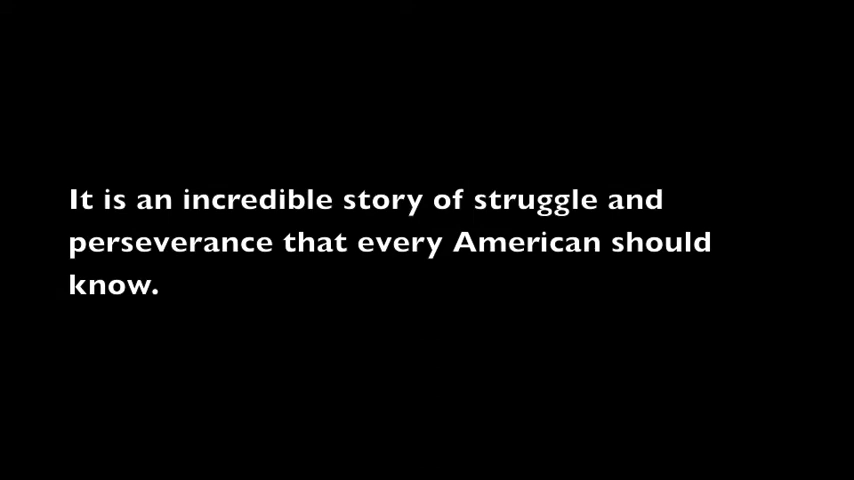 It is an incredible story of struggle and
perseverance that every American should
know.